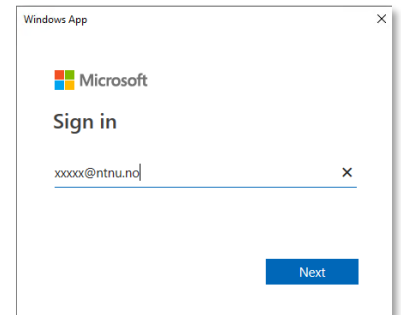 Windows App
Microsoft
Sign in
xxxxx@ntnu.no
Next